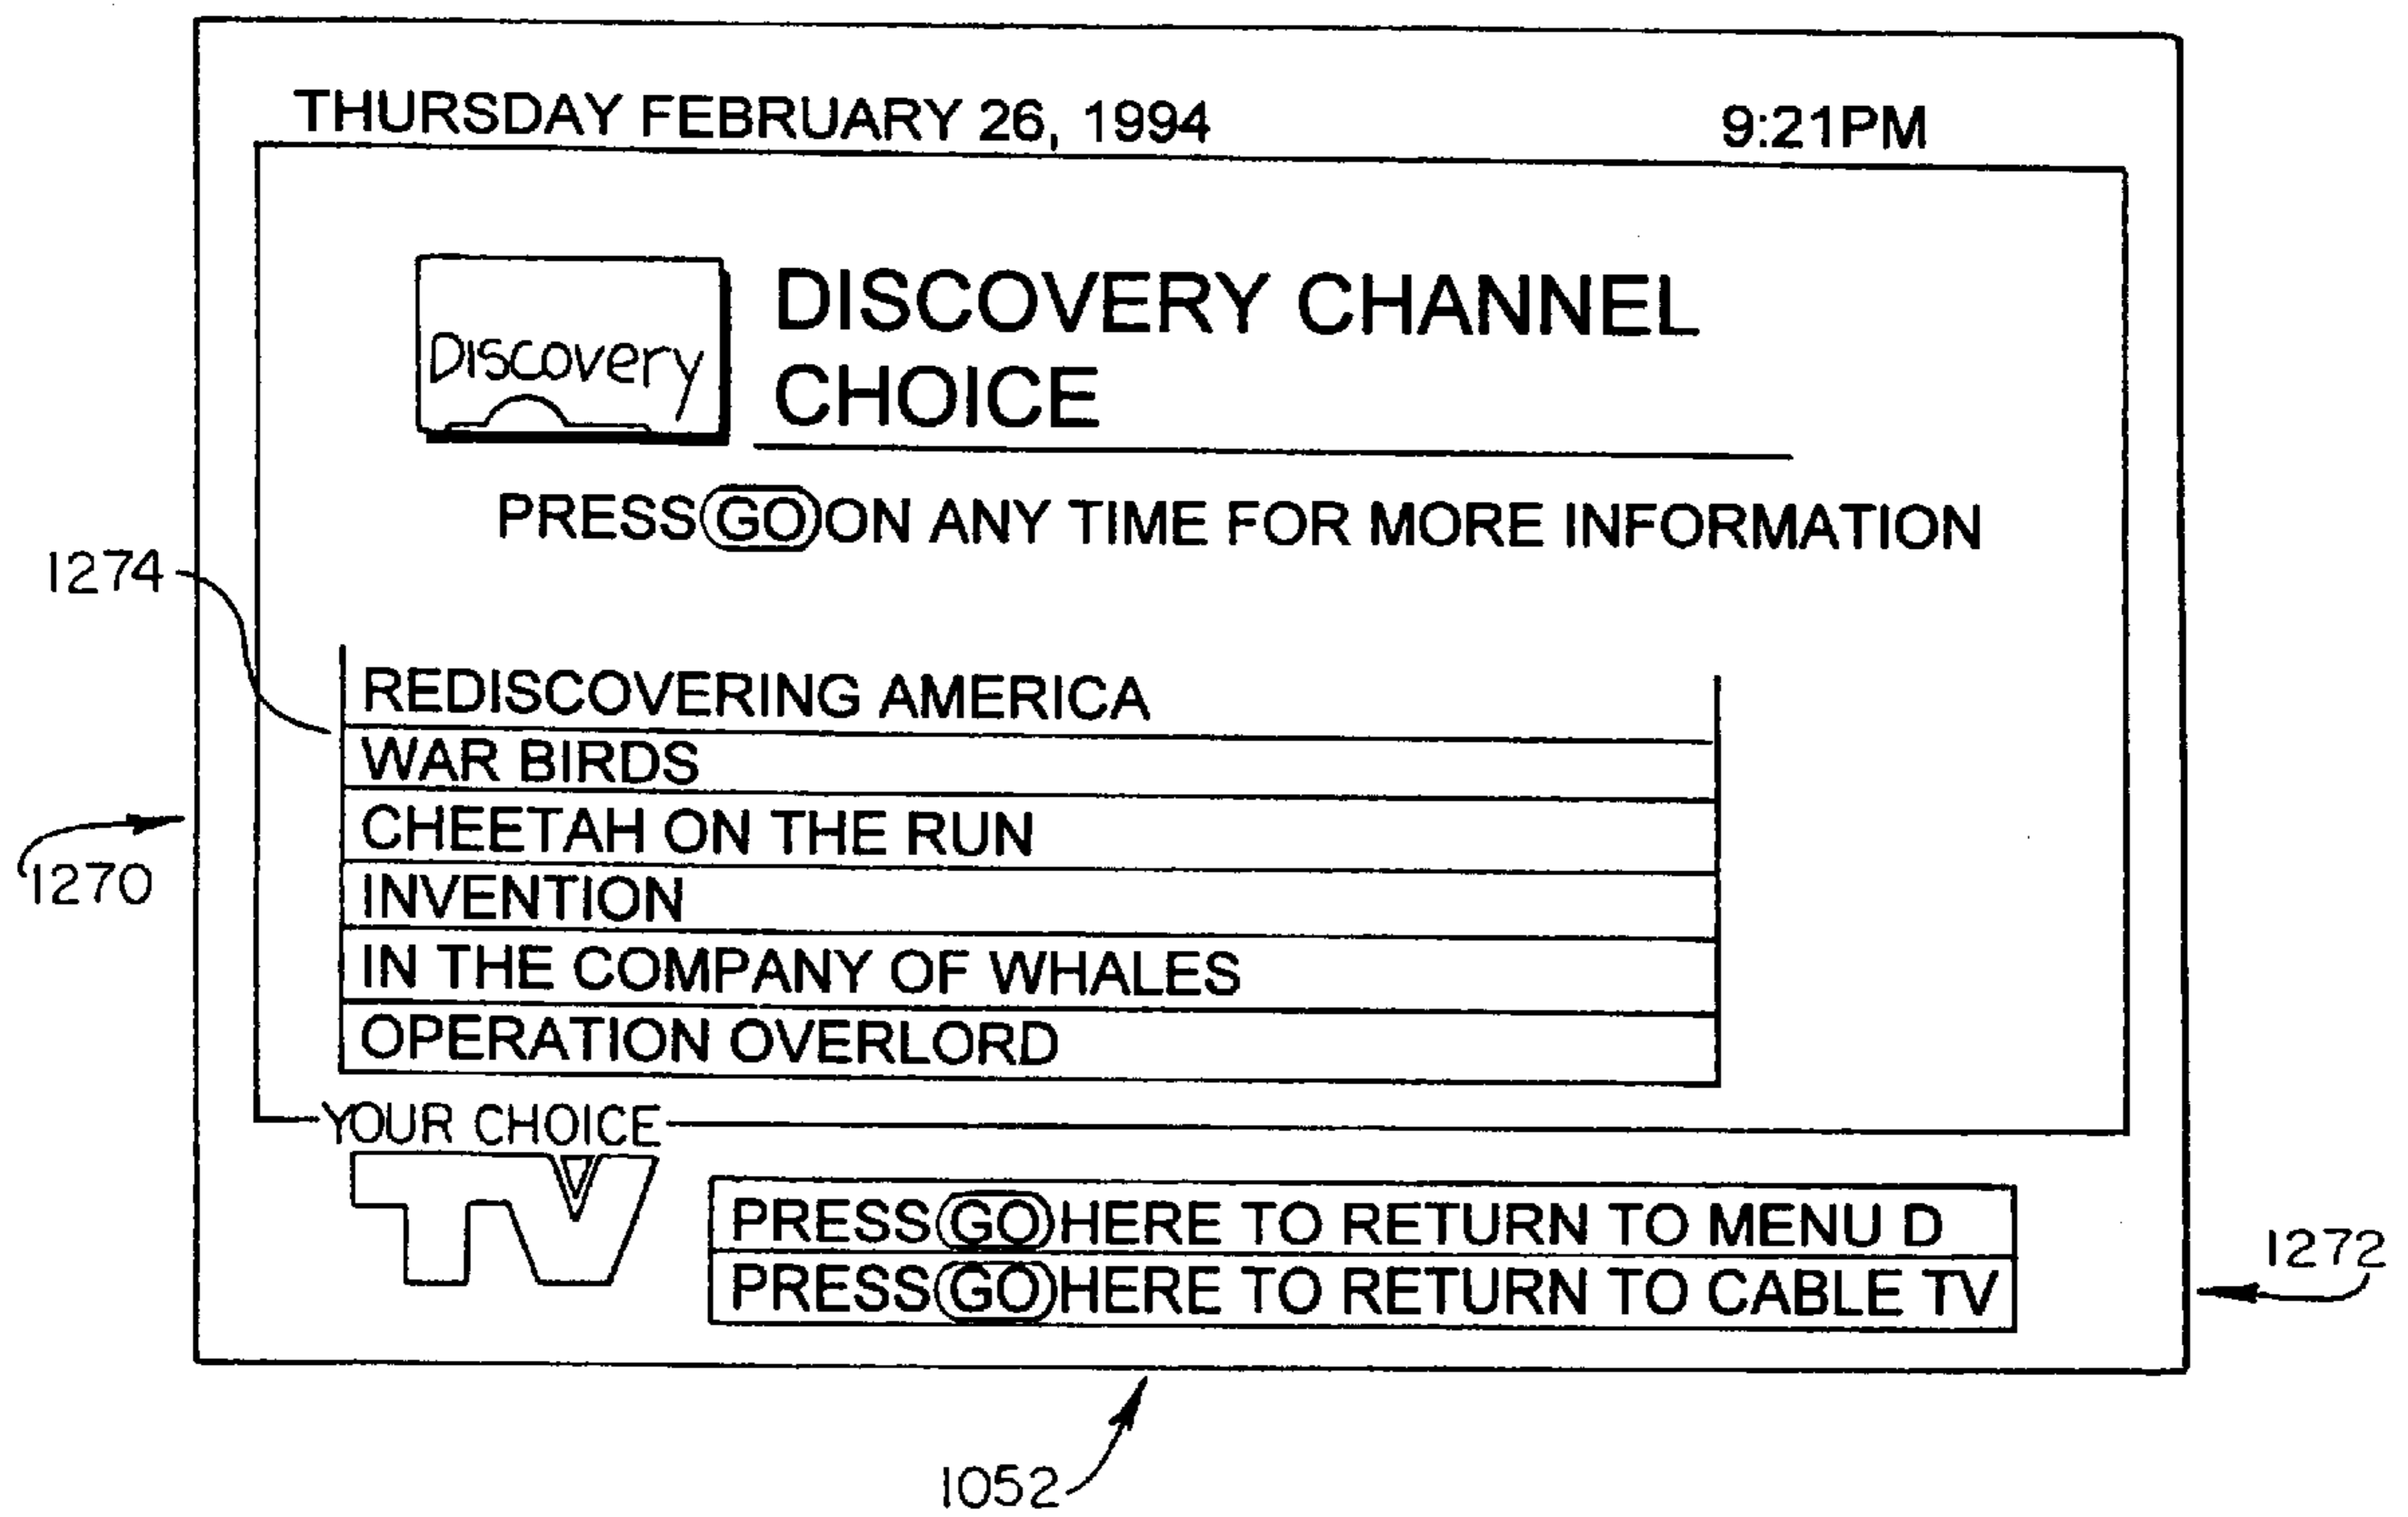 THURSDAY FEBRUARY 26, 1994 9:21PM
Discovery
DISCOVERY CHANNEL
CHOICE
PRESS GO ON ANY TIME FOR MORE INFORMATION
1274
REDISCOVERING AMERICA
WAR BIRDS
CHEETAH ON THE RUN
1270
INVENTION
IN THE COMPANY OF WHALES
OPERATION OVERLORD
YOUR CHOICE
TV
PRESS GO HERE TO RETURN TO MENU D
PRESS GO HERE TO RETURN TO CABLE TV
1272
1052